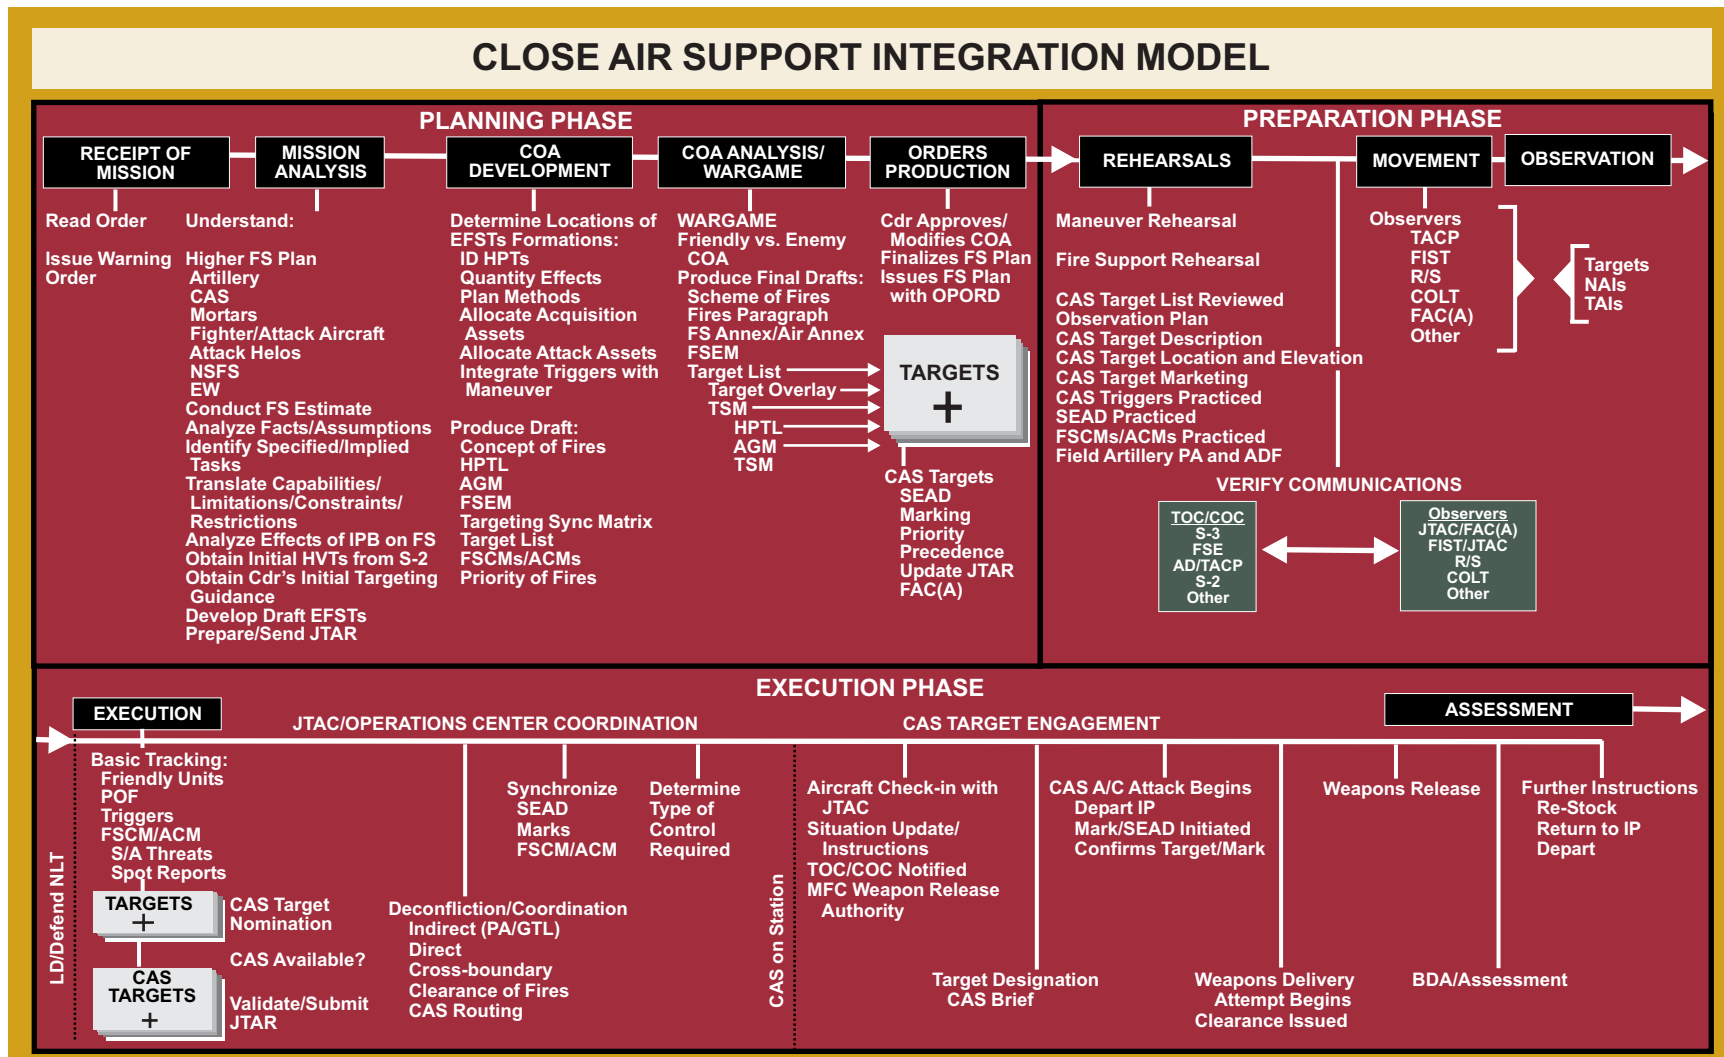 CLOSE AIR SUPPORT INTEGRATION MODEL
PLANNING PHASE
RECEIPT OF
MISSION
MISSION
ANALYSIS
COA
DEVELOPMENT
COA ANALYSIS/
WARGAME
ORDERS
PRODUCTION
Read Order
Issue Warning
Order
Understand:
Higher FS Plan
Artillery
CAS
Mortars
Fighter/Attack Aircraft
Attack Helos
NSFS
EW
Conduct FS Estimate
Analyze Facts/Assumptions
Identify Specified/Implied
Tasks
Translate Capabilities/
Limitations/Constraints/
Restrictions
Analyze Effects of IPB on FS
Obtain Initial HVTs from S-2
Obtain Cdr's Initial Targeting
Guidance
Develop Draft EFSTs
Prepare/Send JTAR
Determine Locations of
EFSTs Formations:
ID HPTs
Quantity Effects
Plan Methods
Allocate Acquisition
Assets
Allocate Attack Assets
Integrate Triggers with
Maneuver
Produce Draft:
Concept of Fires
HPTL
AGM
FSEM
Targeting Sync Matrix
Target List
FSCMs/ACMs
Priority of Fires
WARGAME
Friendly vs. Enemy
COA
Produce Final Drafts:
Scheme of Fires
Fires Paragraph
FS Annex/Air Annex
FSEM
Target List
Target Overlay
TSM
HPTL
AGM
TSM
Cdr Approves/
Modifies COA
Finalizes FS Plan
Issues FS Plan
with OPORD
TARGETS
+
CAS Targets
SEAD
Marking
Priority
Precedence
Update JTAR
FAC(A)
PREPARATION PHASE
REHEARSALS
MOVEMENT
OBSERVATION
Maneuver Rehearsal
Fire Support Rehearsal
CAS Target List Reviewed
Observation Plan
CAS Target Description
CAS Target Location and Elevation
CAS Target Marketing
CAS Triggers Practiced
SEAD Practiced
FSCMs/ACMs Practiced
Field Artillery PA and ADF
Observers
TACP
FIST
R/S
COLT
FAC(A)
Other
Targets
NAIs
TAIs
VERIFY COMMUNICATIONS
TOC/COC
S-3
FSE
AD/TACP
S-2
Other
Observers
JTAC/FAC(A)
FIST/JTAC
R/S
COLT
Other
EXECUTION PHASE
EXECUTION
JTAC/OPERATIONS CENTER COORDINATION
CAS TARGET ENGAGEMENT
ASSESSMENT
LD/Defend NLT
Basic Tracking:
Friendly Units
POF
Triggers
FSCM/ACM
S/A Threats
Spot Reports
TARGETS
+
CAS Target
Nomination
CAS Available?
CAS
TARGETS
+
Validate/Submit
JTAR
Deconfliction/Coordination
Indirect (PA/GTL)
Direct
Cross-boundary
Clearance of Fires
CAS Routing
Synchronize
SEAD
Marks
FSCM/ACM
Determine
Type of
Control
Required
CAS on Station
Aircraft Check-in with
JTAC
Situation Update/
Instructions
TOC/COC Notified
MFC Weapon Release
Authority
Target Designation
CAS Brief
CAS A/C Attack Begins
Depart IP
Mark/SEAD Initiated
Confirms Target/Mark
Weapons Delivery
Attempt Begins
Clearance Issued
Weapons Release
BDA/Assessment
Further Instructions
Re-Stock
Return to IP
Depart